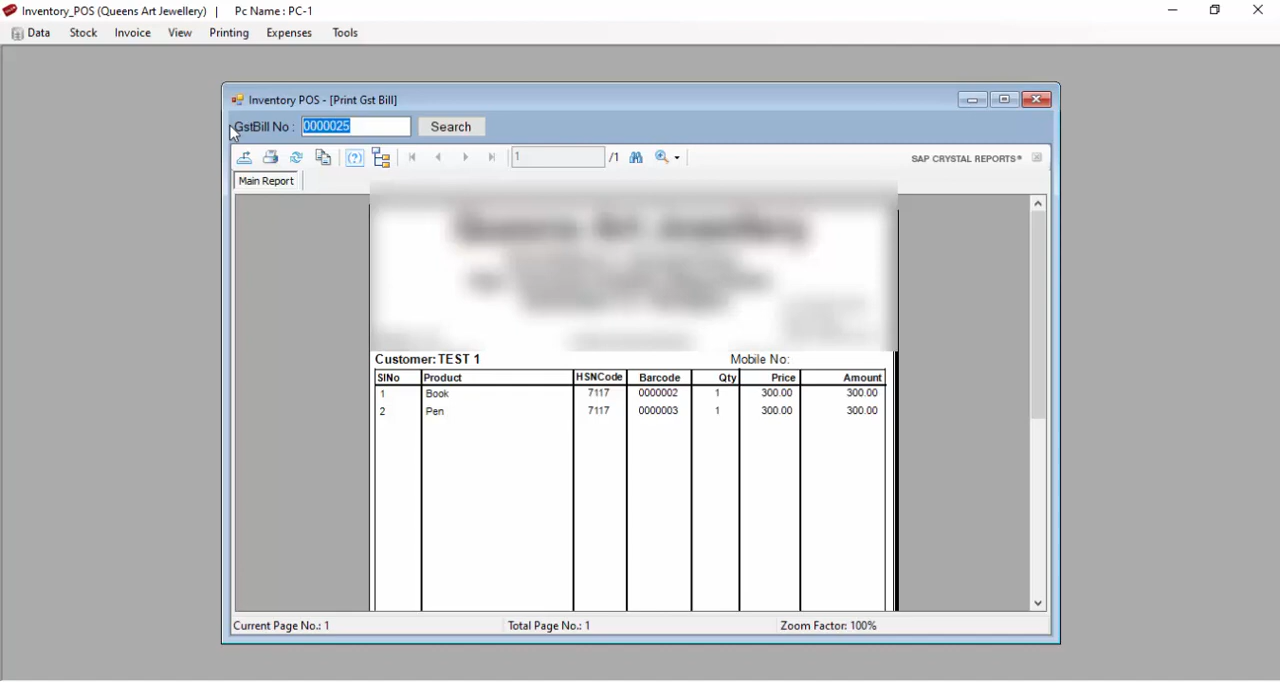 Inventory_POS (Queens Art Jewellery) | Pc Name : PC-1
Data Stock Invoice View Printing Expenses Tools
Inventory POS - [Print Gst Bill]
GstBill No : 0000025 Search
1 /1 SAP CRYSTAL REPORTS®
Main Report
Queens Art Jewellery
Customer: TEST 1 Mobile No:
SlNo Product HSNCode Barcode Qty Price Amount
1 Book 7117 0000002 1 300.00 300.00
2 Pen 7117 0000003 1 300.00 300.00
Current Page No.: 1 Total Page No.: 1 Zoom Factor: 100%